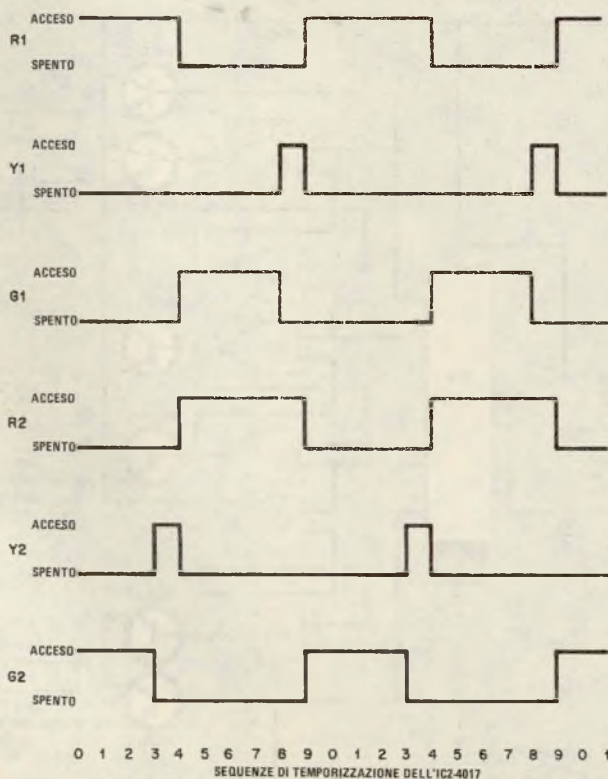 ACCESO
R1
SPENTO
ACCESO
Y1
SPENTO
ACCESO
G1
SPENTO
ACCESO
R2
SPENTO
ACCESO
Y2
SPENTO
ACCESO
G2
SPENTO
0 1 2 3 4 5 6 7 8 9 0 1 2 3 4 5 6 7 8 9 0 1
SEQUENZE DI TEMPORIZZAZIONE DELL'IC2-4017